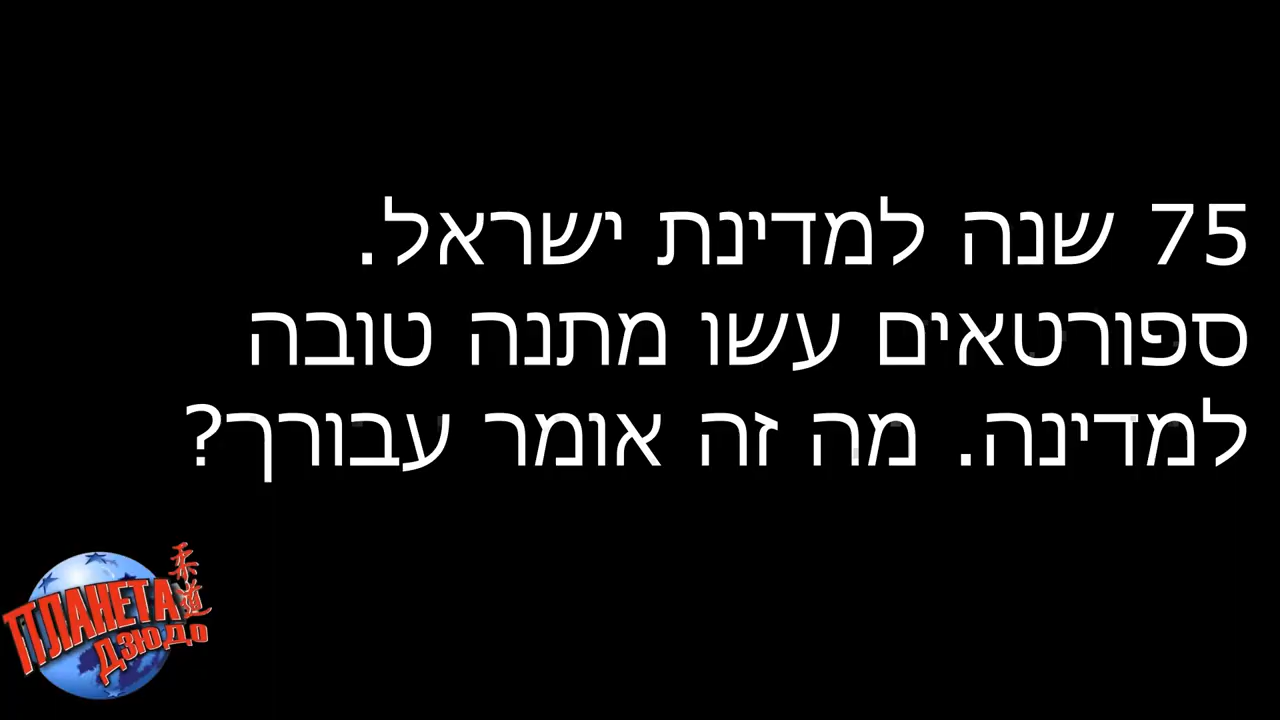 75 שנה למדינת ישראל.
ספורטאים עשו מתנה טובה
למדינה. מה זה אומר עבורך?
柔道
ПЛАНЕТА
ДЗЮДО